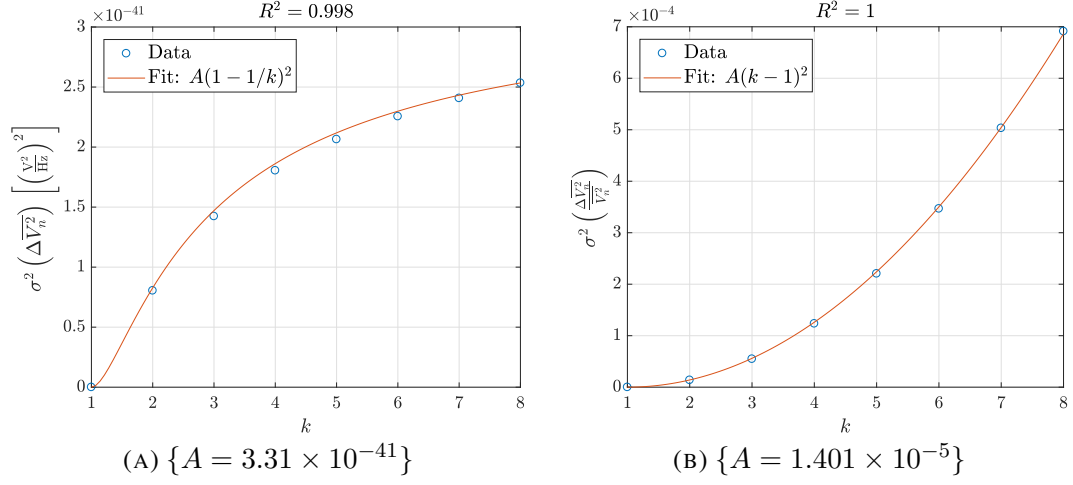 ×10⁻⁴¹
R² = 0.998
Data
Fit: A(1 − 1/k)²
3
2.5
2
1.5
1
0.5
0
σ² (ΔV̅ₙ²) [(V²/Hz)²]
1 2 3 4 5 6 7 8
k
(A) {A = 3.31 × 10⁻⁴¹}
×10⁻⁴
R² = 1
Data
Fit: A(k − 1)²
7
6
5
4
3
2
1
0
σ² (ΔV̅ₙ²/V̅ₙ²)
1 2 3 4 5 6 7 8
k
(B) {A = 1.401 × 10⁻⁵}